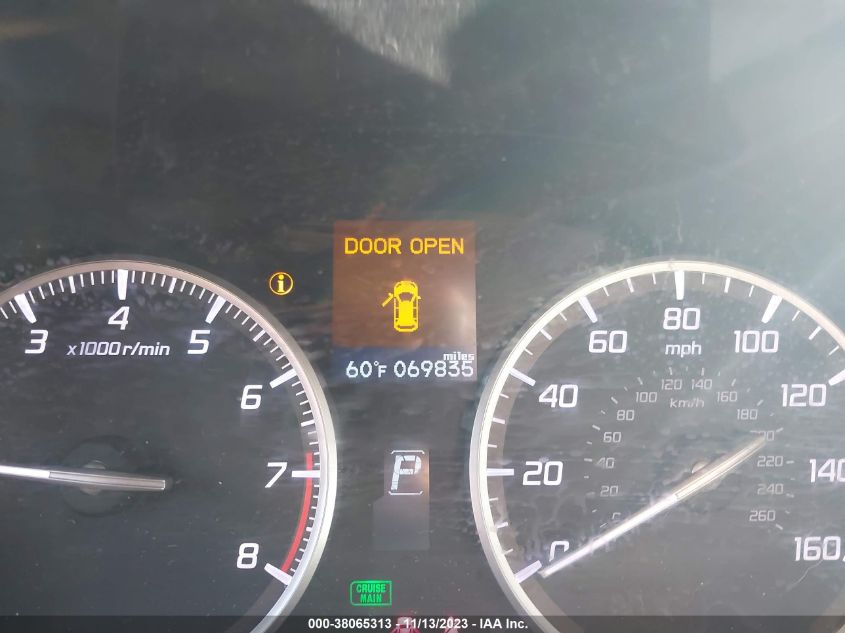 DOOR OPEN
i
3 4 5 6 7 8
x1000r/min
miles
60°F 069835
P
CRUISE
MAIN
0 20 40 60 80 100 120 140 160
mph
20 40 60 80 100 120 140 160 180 220 240 260
km/h
000-38065313 - 11/13/2023 - IAA Inc.